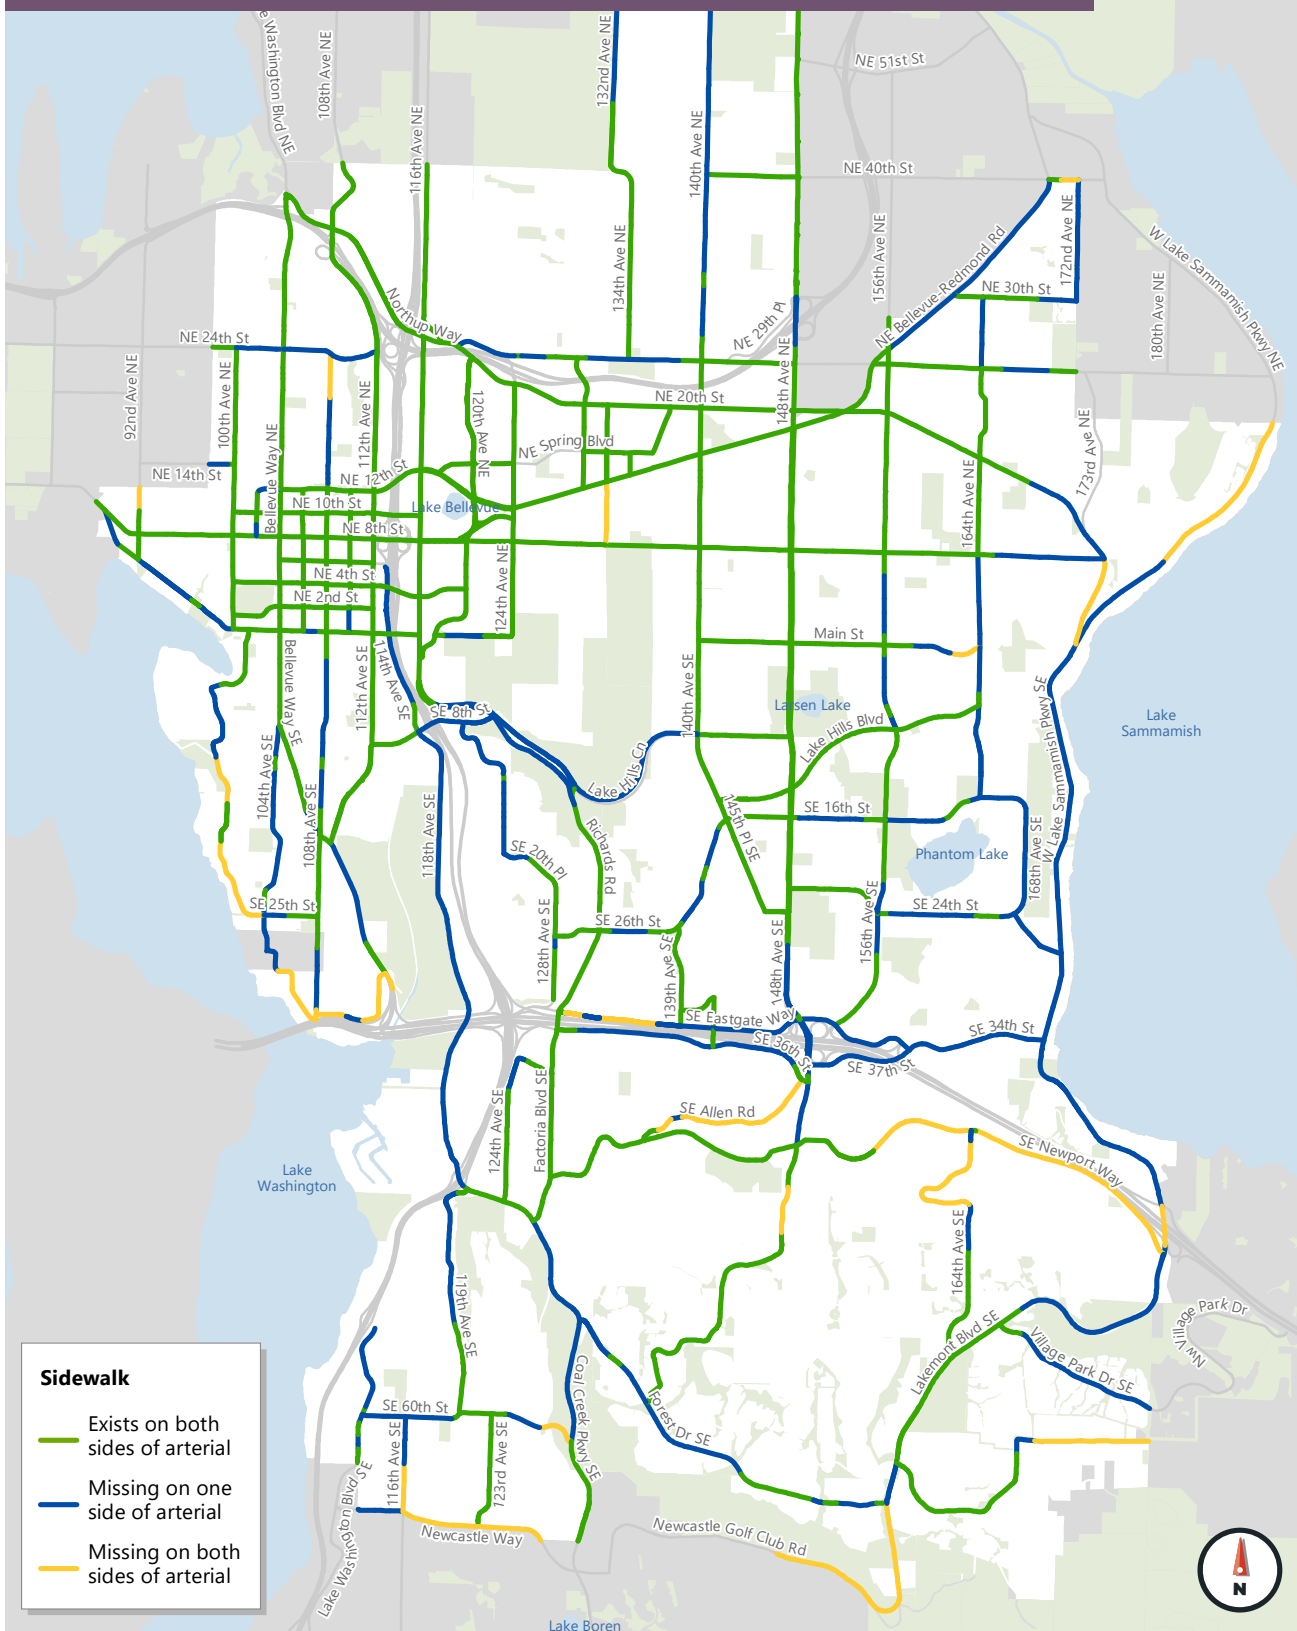 e Washington Blvd NE
108th Ave NE
116th Ave NE
132nd Ave NE
140th Ave NE
NE 51st St
NE 40th St
134th Ave NE
156th Ave NE
NE Bellevue-Redmond Rd
172nd Ave NE
W Lake Sammamish Pkwy NE
NE 30th St
180th Ave NE
NE 29th Pl
Northup Way
NE 24th St
92nd Ave NE
100th Ave NE
112th Ave NE
148th Ave NE
NE 20th St
120th Ave NE
Bellevue Way NE
NE Spring Blvd
173rd Ave NE
164th Ave NE
NE 14th St
NE 12th St
NE 10th St
Lake Bellevue
NE 8th St
NE 4th St
124th Ave NE
NE 2nd St
Main St
Bellevue Way SE
112th Ave SE
114th Ave SE
140th Ave SE
W Lake Sammamish Pkwy SE
SE 8th St
Larsen Lake
Lake Hills Blvd
Lake
Sammamish
104th Ave SE
108th Ave SE
118th Ave SE
Lake Hills Cn
145th Pl SE
SE 16th St
Richards Rd
SE 20th Pl
Phantom Lake
168th Ave SE
SE 25th St
SE 24th St
SE 26th St
128th Ave SE
139th Ave SE
148th Ave SE
156th Ave SE
SE Eastgate Way
SE 34th St
SE 36th St
SE 37th St
SE Allen Rd
124th Ave SE
Factoria Blvd SE
SE Newport Way
Lake
Washington
164th Ave SE
119th Ave SE
NW Village Park Dr
Lakemont Blvd SE
Village Park Dr SE
Coal Creek Pkwy SE
Forest Dr SE
SE 60th St
116th Ave SE
123rd Ave SE
Lake Washington Blvd SE
Newcastle Way
Newcastle Golf Club Rd
Lake Boren
Sidewalk
Exists on both
sides of arterial
Missing on one
side of arterial
Missing on both
sides of arterial
N